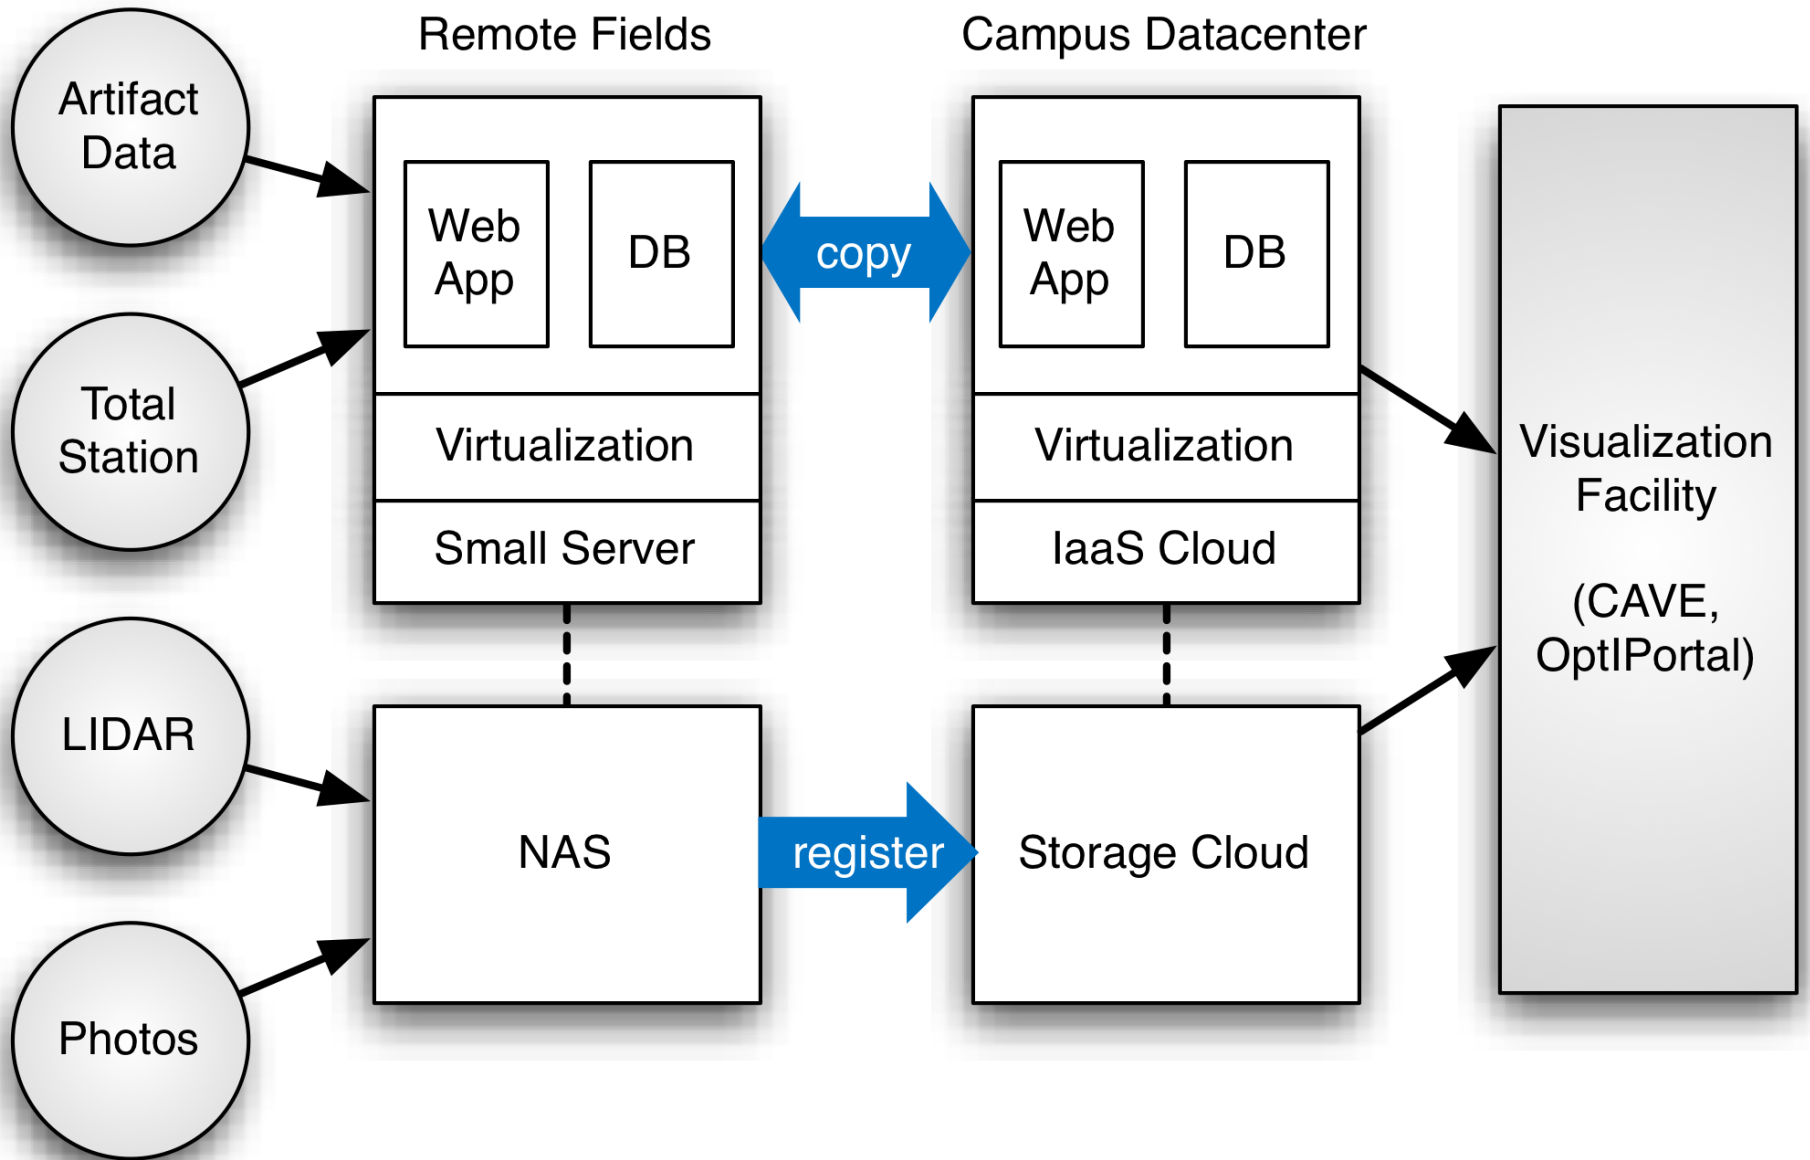 Remote Fields
Campus Datacenter
Artifact
Data
Total
Station
LIDAR
Photos
Web
App
DB
Virtualization
Small Server
NAS
copy
register
Web
App
DB
Virtualization
IaaS Cloud
Storage Cloud
Visualization
Facility
(CAVE,
OptIPortal)